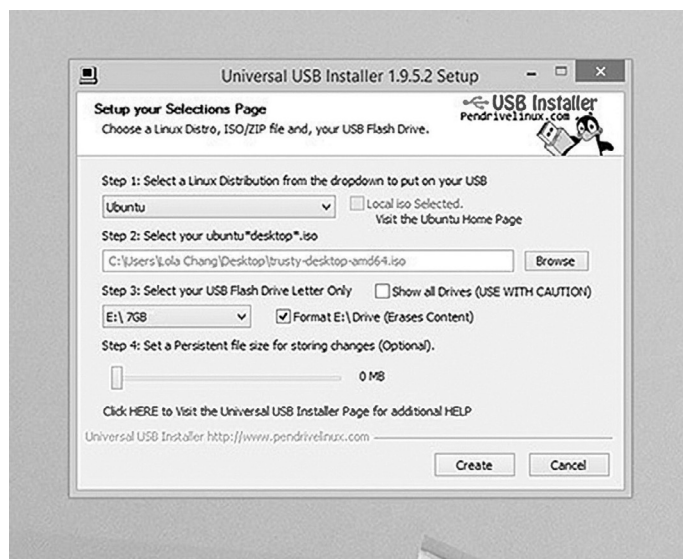 Universal USB Installer 1.9.5.2 Setup
Setup your Selections Page
Choose a Linux Distro, ISO/ZIP file and, your USB Flash Drive.
USB Installer
Pendrivelinux.com
Step 1: Select a Linux Distribution from the dropdown to put on your USB
Ubuntu
Local iso Selected.
Visit the Ubuntu Home Page
Step 2: Select your ubuntu*desktop*.iso
C:\Users\Lola Chang\Desktop\trusty-desktop-amd64.iso
Browse
Step 3: Select your USB Flash Drive Letter Only
Show all Drives (USE WITH CAUTION)
E:\ 7GB
Format E:\ Drive (Erases Content)
Step 4: Set a Persistent file size for storing changes (Optional).
0 MB
Click HERE to Visit the Universal USB Installer Page for additional HELP
Universal USB Installer http://www.pendrivelinux.com
Create
Cancel